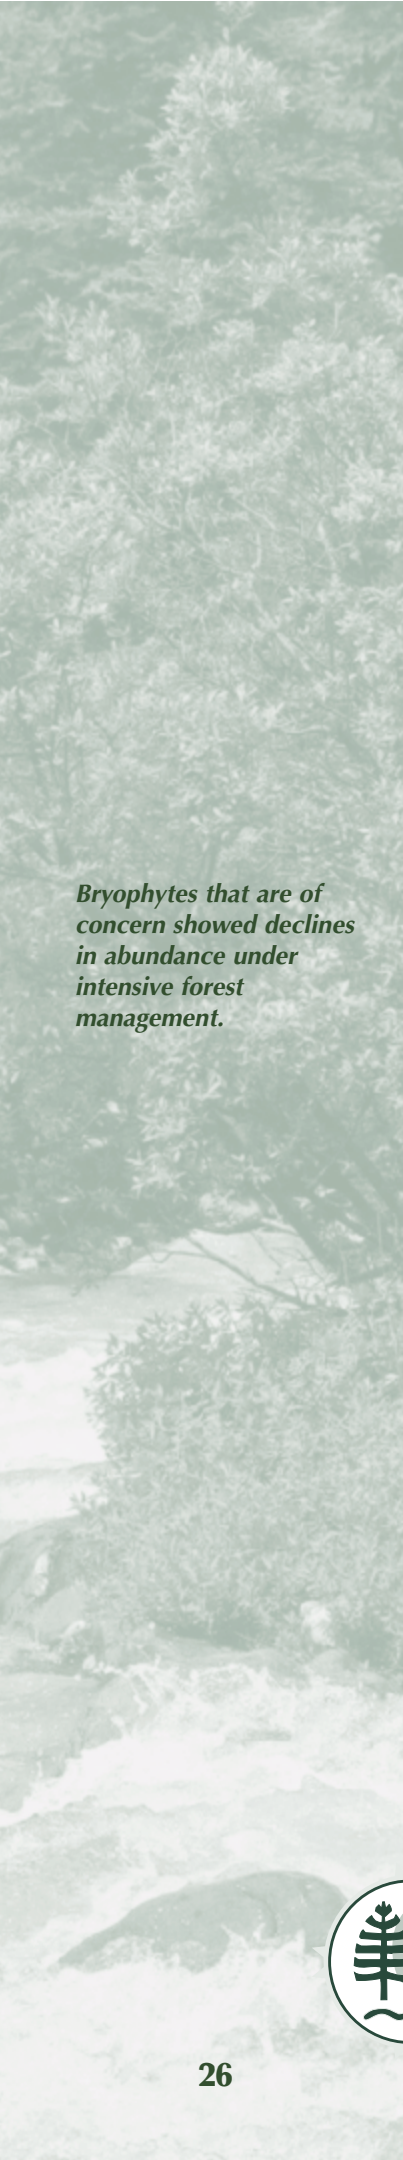 Bryophytes that are of
concern showed declines
in abundance under
intensive forest
management.
26